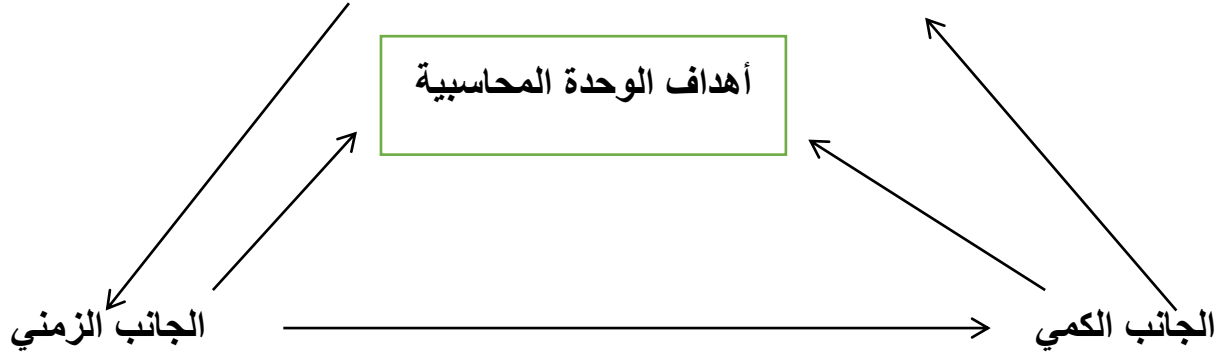 أهداف الوحدة المحاسبية
الجانب الكمي
الجانب الزمني